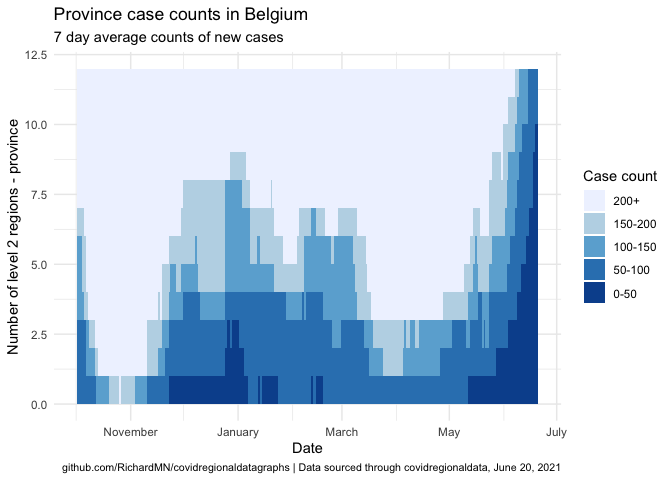 Province case counts in Belgium
7 day average counts of new cases
Number of level 2 regions - province
12.5
10.0
7.5
5.0
2.5
0.0
November
January
March
May
July
Date
Case count
200+
150-200
100-150
50-100
0-50
github.com/RichardMN/covidregionaldatagraphs | Data sourced through covidregionaldata, June 20, 2021